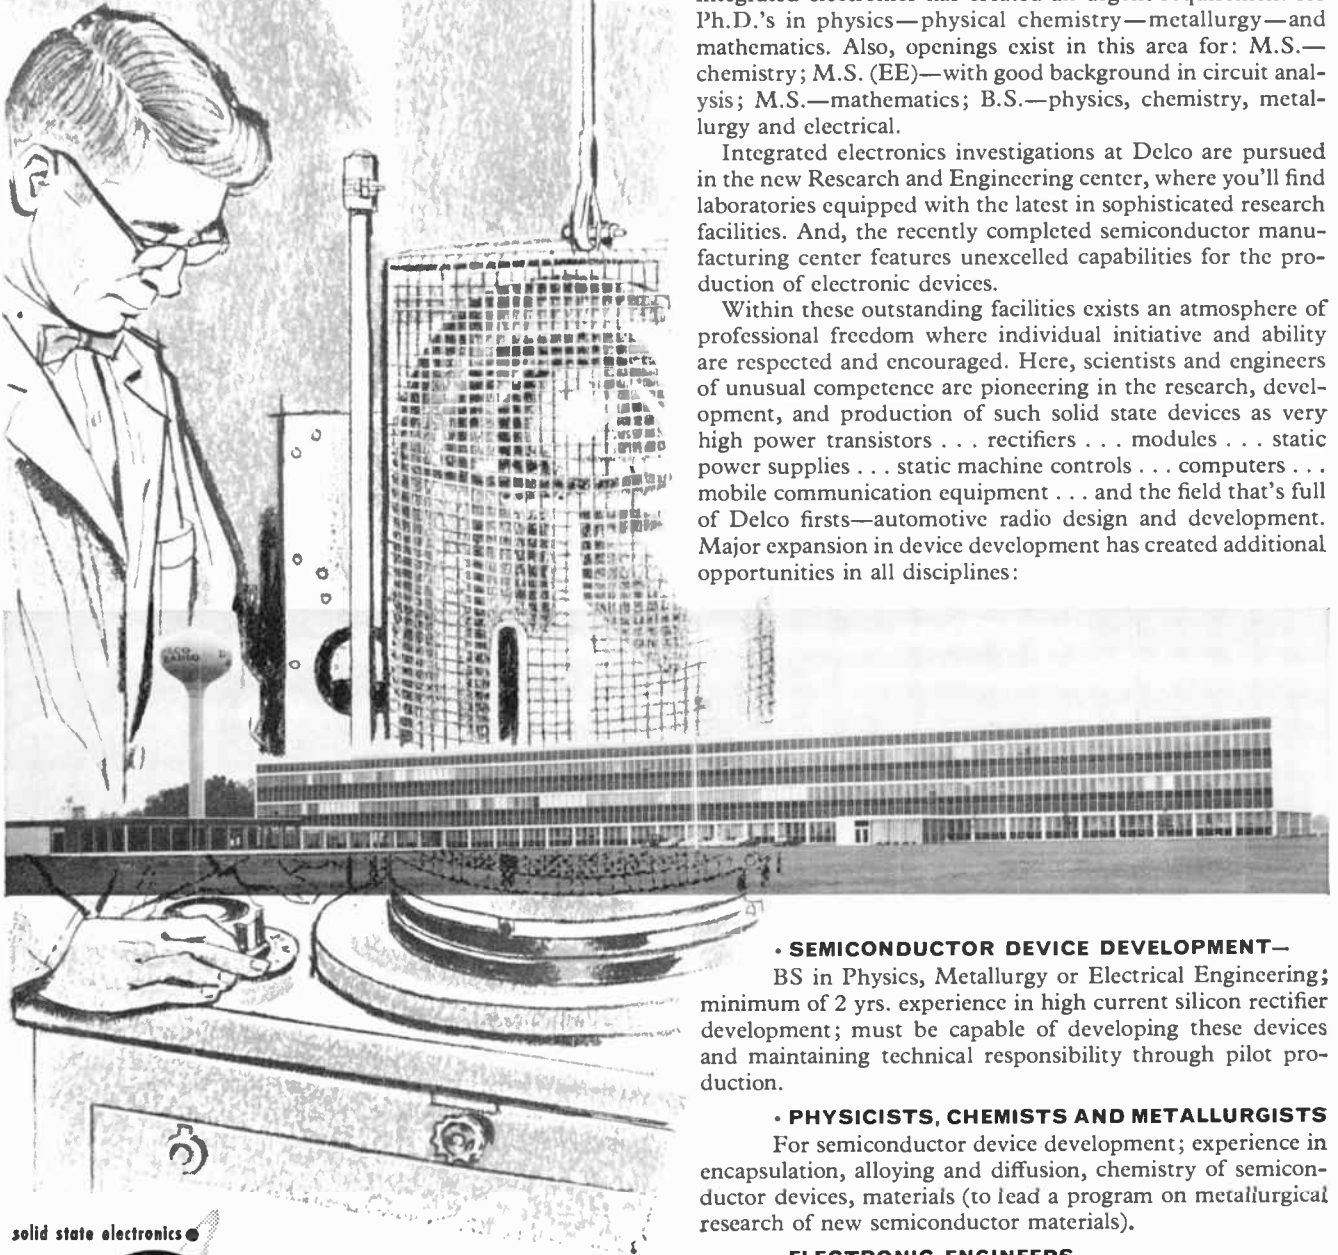 Ph.D.'s in physics—physical chemistry—metallurgy—and
mathematics. Also, openings exist in this area for: M.S.—
chemistry; M.S. (EE)—with good background in circuit anal-
ysis; M.S.—mathematics; B.S.—physics, chemistry, metal-
lurgy and electrical.
Integrated electronics investigations at Delco are pursued
in the new Research and Engineering center, where you'll find
laboratories equipped with the latest in sophisticated research
facilities. And, the recently completed semiconductor manu-
facturing center features unexcelled capabilities for the pro-
duction of electronic devices.
Within these outstanding facilities exists an atmosphere of
professional freedom where individual initiative and ability
are respected and encouraged. Here, scientists and engineers
of unusual competence are pioneering in the research, devel-
opment, and production of such solid state devices as very
high power transistors . . . rectifiers . . . modules . . . static
power supplies . . . static machine controls . . . computers . . .
mobile communication equipment . . . and the field that's full
of Delco firsts—automotive radio design and development.
Major expansion in device development has created additional
opportunities in all disciplines:
RADIO
• SEMICONDUCTOR DEVICE DEVELOPMENT—
BS in Physics, Metallurgy or Electrical Engineering;
minimum of 2 yrs. experience in high current silicon rectifier
development; must be capable of developing these devices
and maintaining technical responsibility through pilot pro-
duction.
• PHYSICISTS, CHEMISTS AND METALLURGISTS
For semiconductor device development; experience in
encapsulation, alloying and diffusion, chemistry of semicon-
ductor devices, materials (to lead a program on metallurgical
research of new semiconductor materials).
ELECTRONIC ENGINEERS
solid state electronics